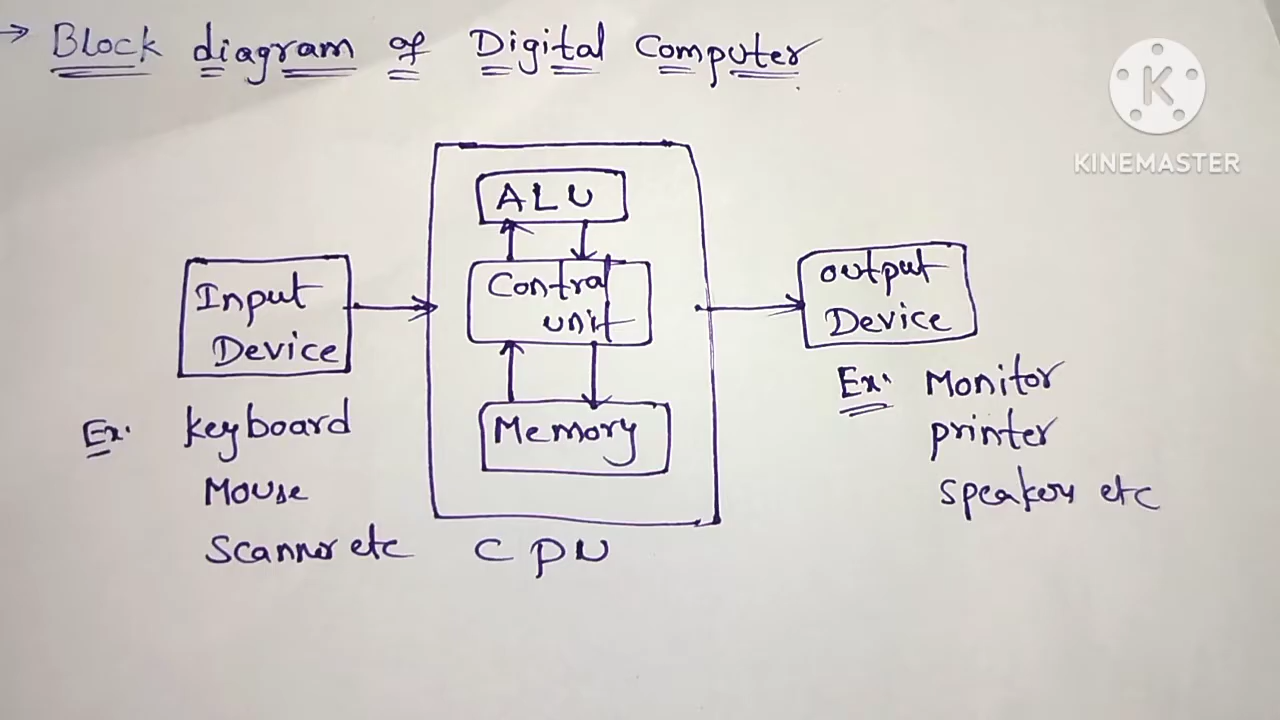 → Block diagram of Digital Computer
K
KINEMASTER
ALU
Input
Device
Control
unit
output
Device
Memory
Ex: keyboard
Mouse
Scanner etc
Ex: Monitor
printer
speakers etc
CPU